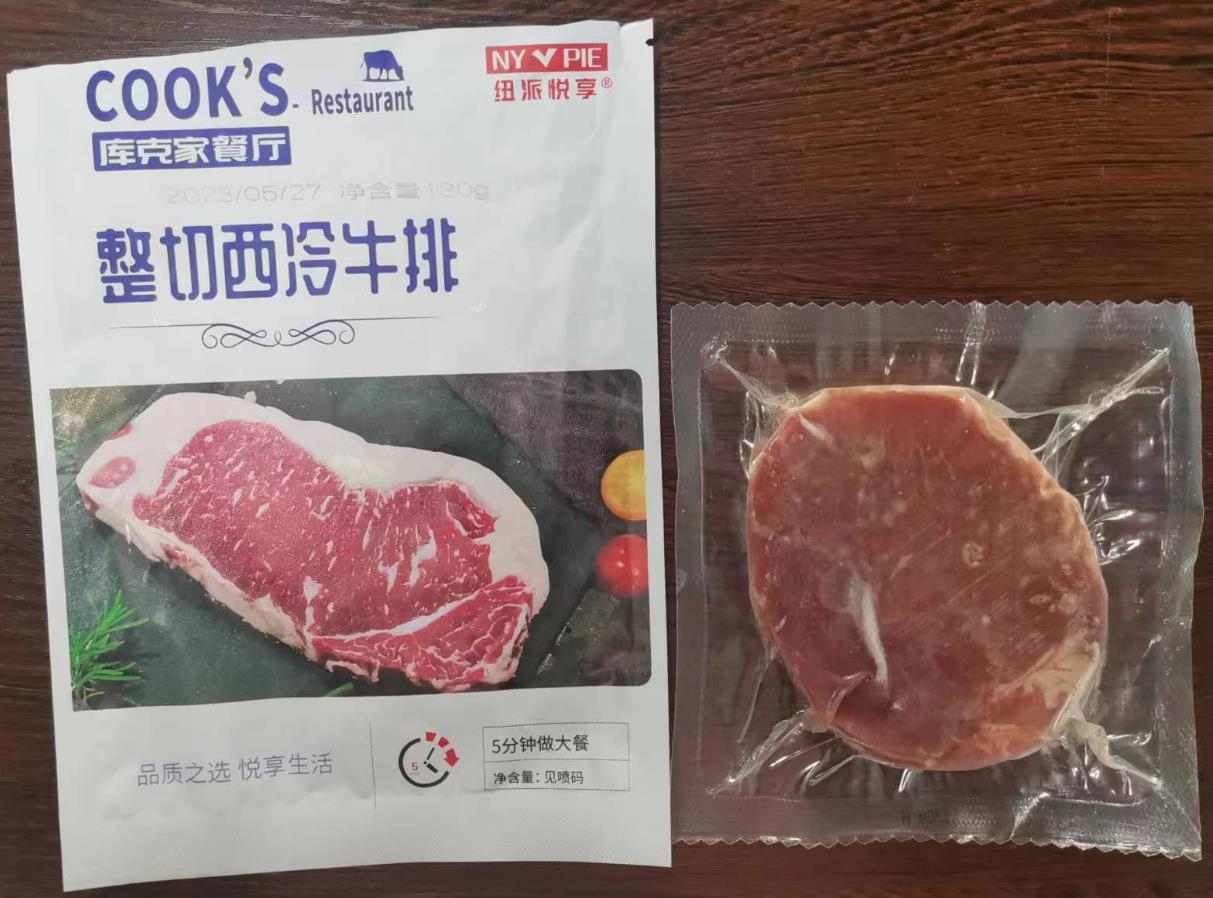 COOK'S - Restaurant
NY PIE
纽派悦享®
库克家餐厅
2023/05/27 净含量130g
整切西冷牛排
品质之选 悦享生活
5
5分钟做大餐
净含量：见喷码